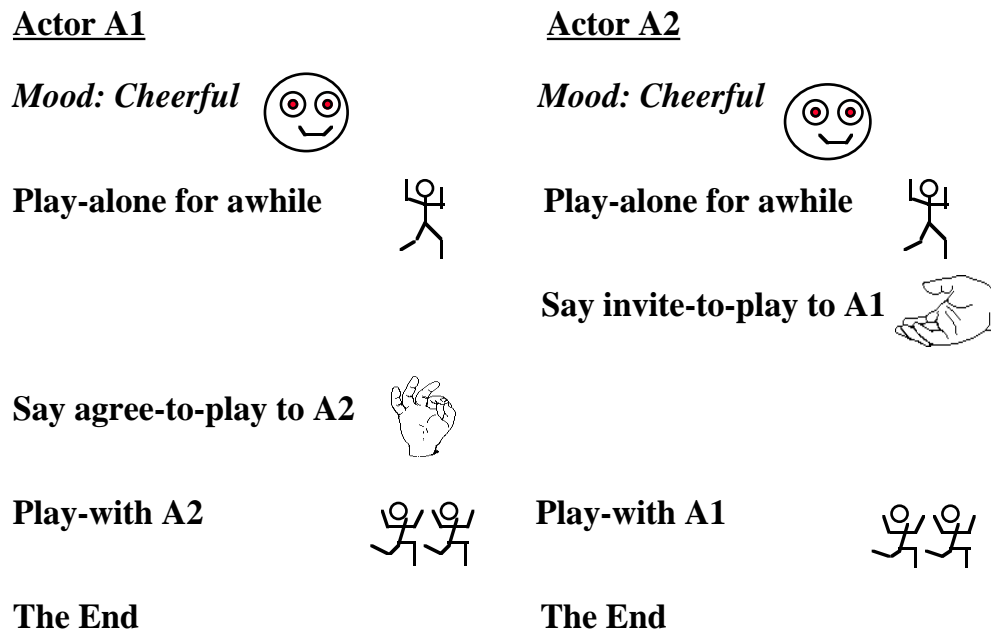 Actor A1
Actor A2
Mood: Cheerful
Mood: Cheerful
Play-alone for awhile
Play-alone for awhile
Say invite-to-play to A1
Say agree-to-play to A2
Play-with A2
Play-with A1
The End
The End